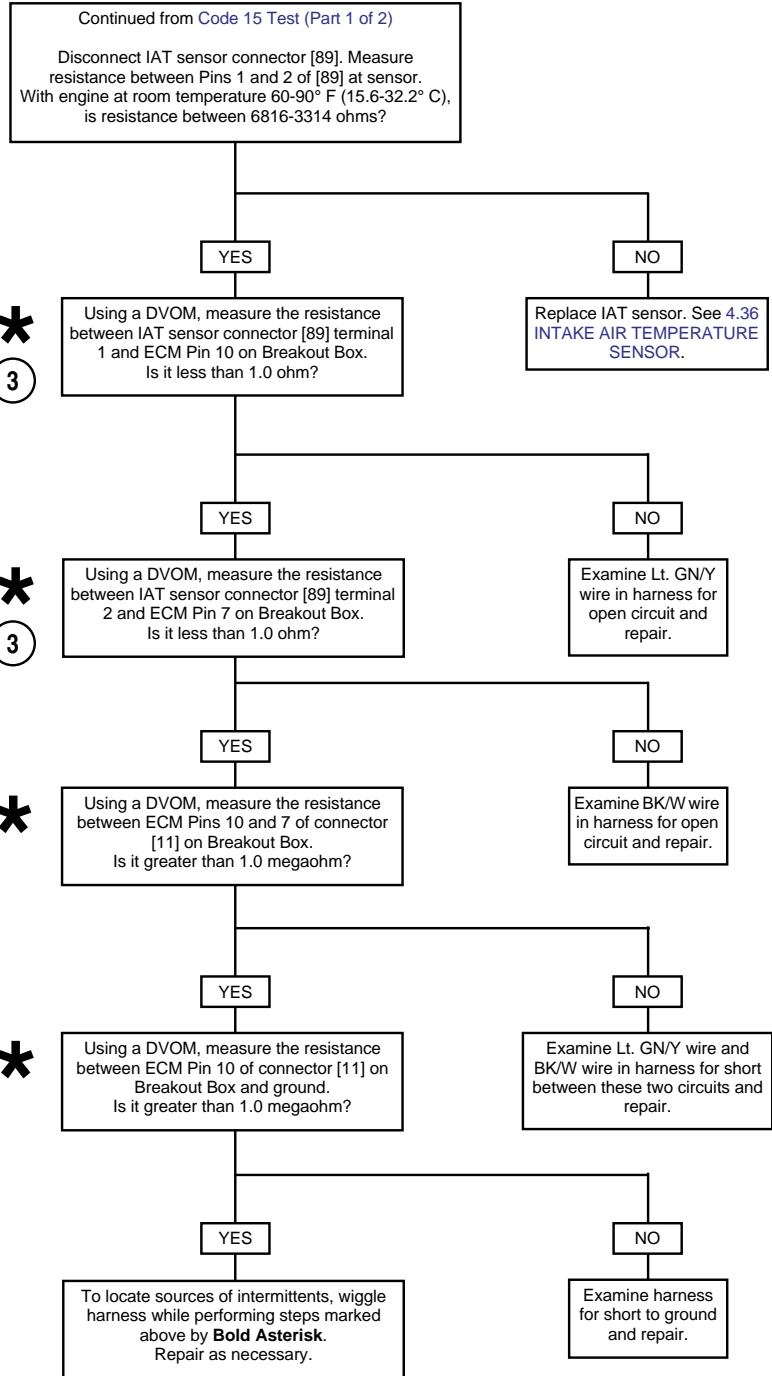 Continued from Code 15 Test (Part 1 of 2)
Disconnect IAT sensor connector [89]. Measure
resistance between Pins 1 and 2 of [89] at sensor.
With engine at room temperature 60-90° F (15.6-32.2° C),
is resistance between 6816-3314 ohms?
YES
NO
Using a DVOM, measure the resistance
between IAT sensor connector [89] terminal
1 and ECM Pin 10 on Breakout Box.
Is it less than 1.0 ohm?
Replace IAT sensor. See 4.36
INTAKE AIR TEMPERATURE
SENSOR.
*
3
YES
NO
Using a DVOM, measure the resistance
between IAT sensor connector [89] terminal
2 and ECM Pin 7 on Breakout Box.
Is it less than 1.0 ohm?
Examine Lt. GN/Y
wire in harness for
open circuit and
repair.
*
3
YES
NO
Using a DVOM, measure the resistance
between ECM Pins 10 and 7 of connector
[11] on Breakout Box.
Is it greater than 1.0 megaohm?
Examine BK/W wire
in harness for open
circuit and repair.
*
YES
NO
Using a DVOM, measure the resistance
between ECM Pin 10 of connector [11] on
Breakout Box and ground.
Is it greater than 1.0 megaohm?
Examine Lt. GN/Y wire and
BK/W wire in harness for short
between these two circuits and
repair.
*
YES
NO
To locate sources of intermittents, wiggle
harness while performing steps marked
above by Bold Asterisk.
Repair as necessary.
Examine harness
for short to ground
and repair.